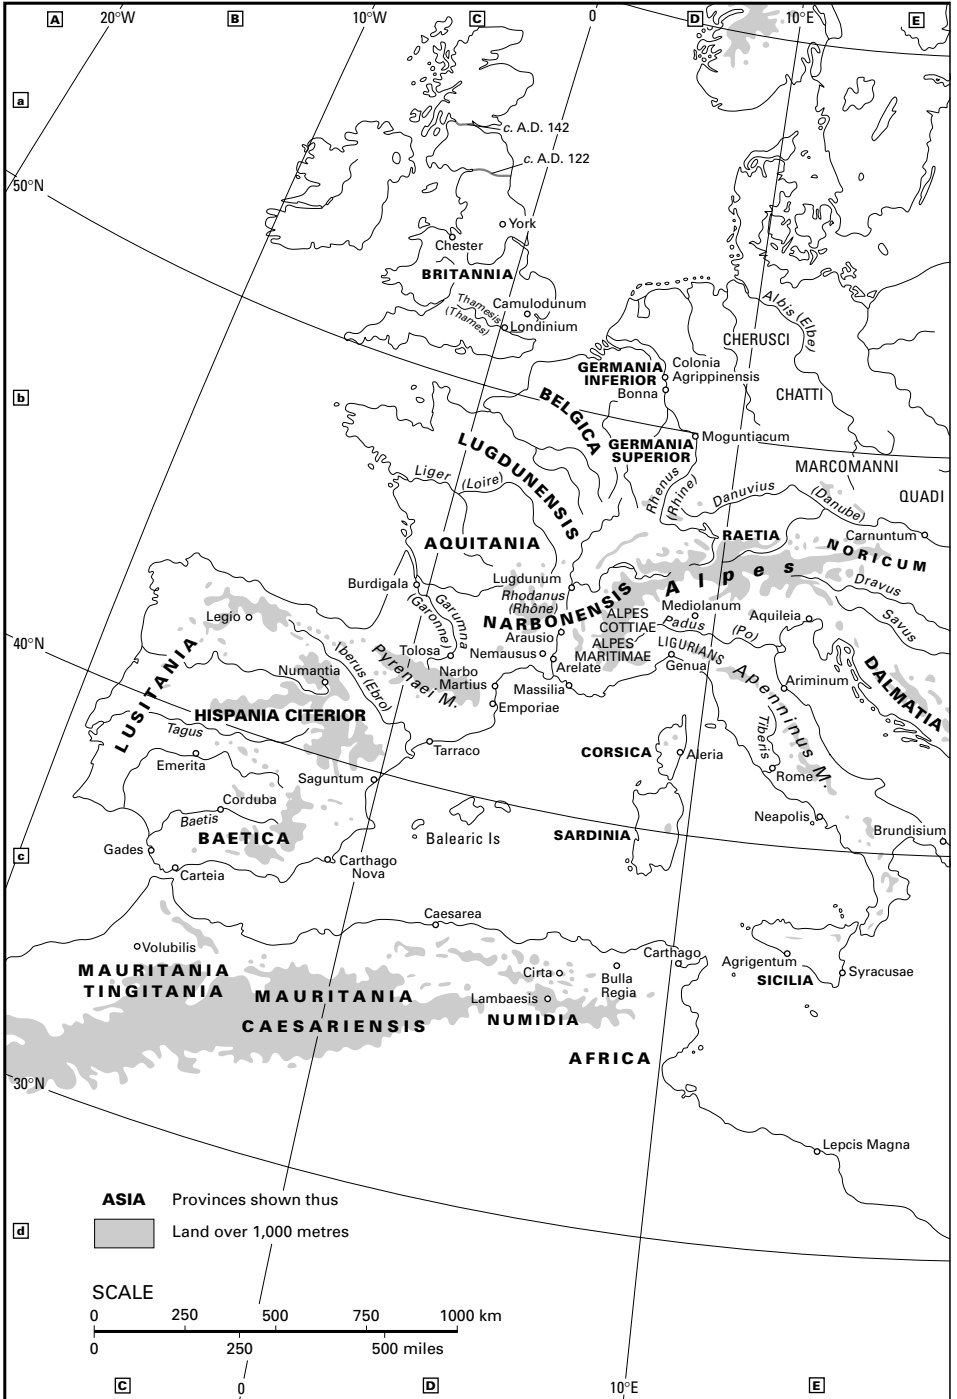 A
20°W
B
10°W
C
0
D
10°E
E
a
c. A.D. 142
c. A.D. 122
50°N
York
Chester
BRITANNIA
Thamesis
(Thames)
Camulodunum
Londinium
Albis (Elbe)
CHERUSCI
GERMANIA
INFERIOR
Colonia
Agrippinensis
Bonna
CHATTI
b
BELGICA
LUGDUNENSIS
GERMANIA
SUPERIOR
Moguntiacum
MARCOMANNI
QUADI
Liger (Loire)
Rhenus
(Rhine)
Danuvius
(Danube)
Carnuntum
AQUITANIA
RAETIA
NORICUM
Burdigala
Lugdunum
Rhodanus
(Rhône)
Alpes
Dravus
Savus
Garumna
(Garonne)
NARBONENSIS
ALPES
COTTIAE
Mediolanum
Aquileia
Legio
Arausio
Padus
(Po)
40°N
LUSITANIA
Iberus (Ebro)
Pyrenaei M.
Tolosa
Nemausus
ALPES
MARITIMAE
LIGURIANS
Arelate
Genua
Numantia
Narbo
Martius
Massilia
Apenninus M.
Ariminum
DALMATIA
HISPANIA CITERIOR
Emporiae
Tagus
Tarraco
CORSICA
Aleria
Tiberis
Emerita
Saguntum
Rome
Corduba
Baetis
BAETICA
Balearic Is
SARDINIA
Neapolis
Brundisium
c
Gades
Carteia
Carthago
Nova
Caesarea
Volubilis
Carthago
Agrigentum
MAURITANIA
TINGITANIA
Cirta
Bulla
Regia
SICILIA
Syracusae
MAURITANIA
CAESARIENSIS
Lambaesis
NUMIDIA
AFRICA
30°N
Lepcis Magna
ASIA Provinces shown thus
d
Land over 1,000 metres
SCALE
0 250 500 750 1000 km
0 250 500 miles
C
0
D
10°E
E